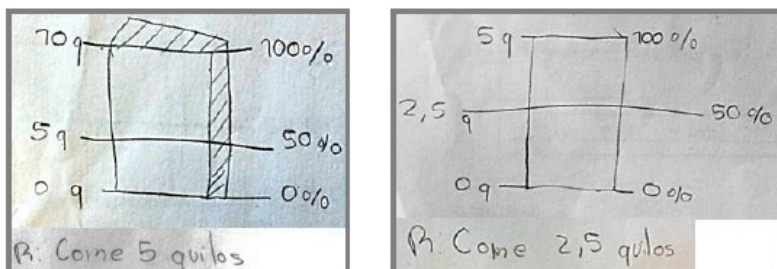 10 q 100%
5 q 50%
0 q 0%
R: Come 5 quilos
5 q 100%
2,5 q 50%
0 q 0%
R: Come 2,5 quilos